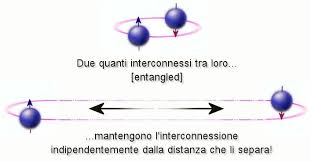 Due quanti interconnessi tra loro...
[entangled]
...mantengono l'interconnessione
indipendentemente dalla distanza che li separa!